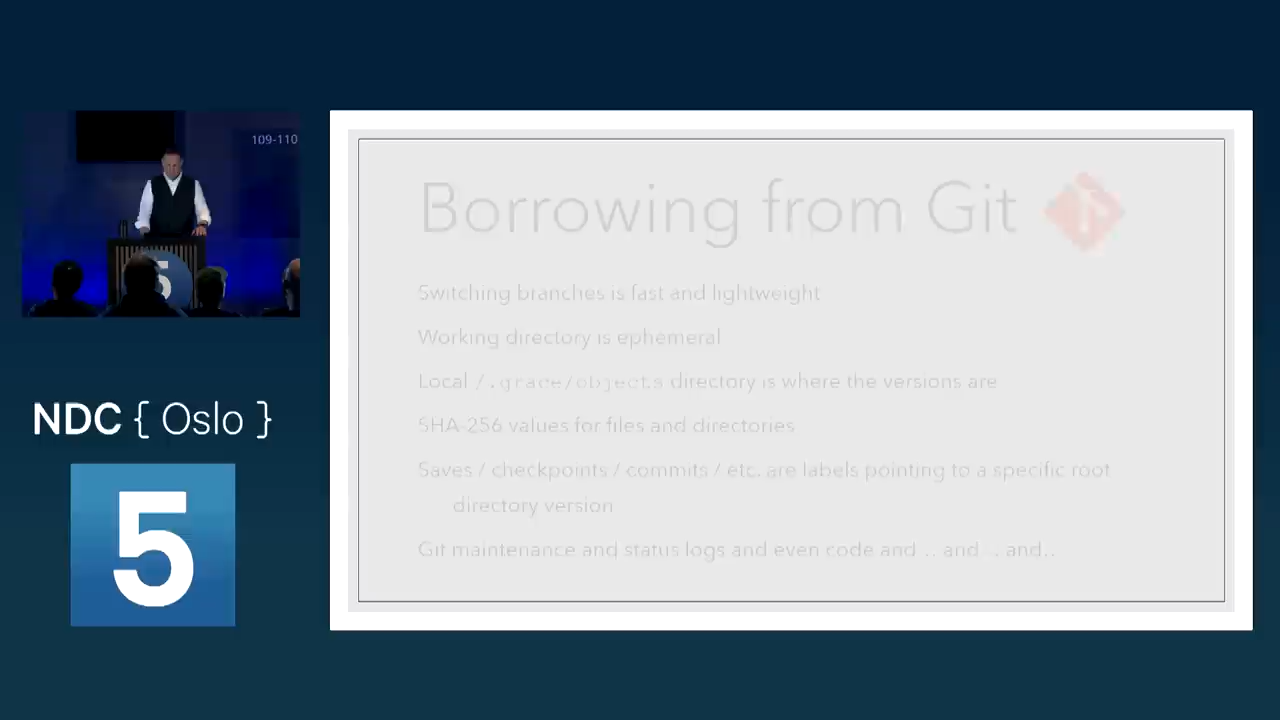 109-110
5
NDC { Oslo }
5
Borrowing from Git
Switching branches is fast and lightweight
Working directory is ephemeral
Local /.grace/objects directory is where the versions are
SHA-256 values for files and directories
Saves / checkpoints / commits / etc. are labels pointing to a specific root
directory version
Git maintenance and status logs and even code and .. and .. and..